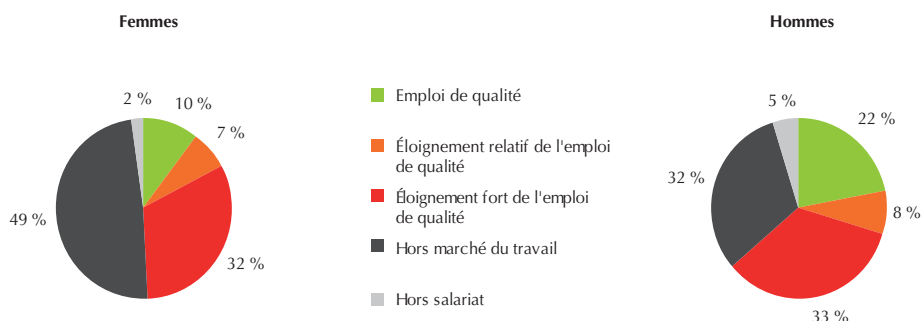 Femmes
Hommes
2 %
10 %
7 %
49 %
32 %
Emploi de qualité
Éloignement relatif de l'emploi
de qualité
Éloignement fort de l'emploi
de qualité
Hors marché du travail
Hors salariat
5 %
22 %
32 %
8 %
33 %